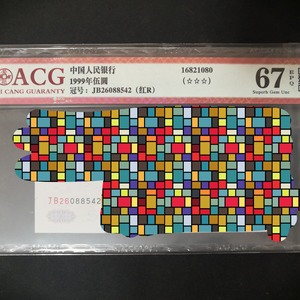 ACG
CANG GUARANTY
中国人民银行
1999年伍圆
冠号：JB26088542（红R）
16821080
（☆☆☆）
67
EPQ
Superb Gem Unc
JB26088542